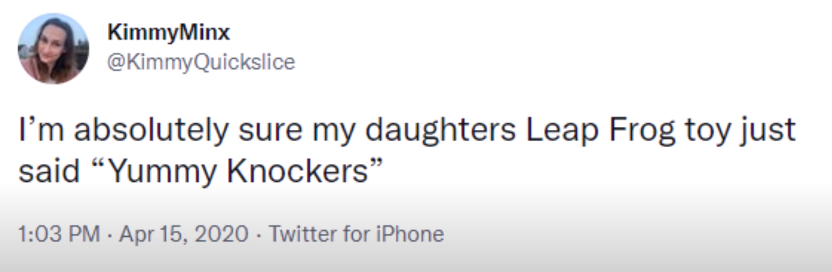 KimmyMinx
@KimmyQuickslice
I’m absolutely sure my daughters Leap Frog toy just
said “Yummy Knockers”
1:03 PM · Apr 15, 2020 · Twitter for iPhone